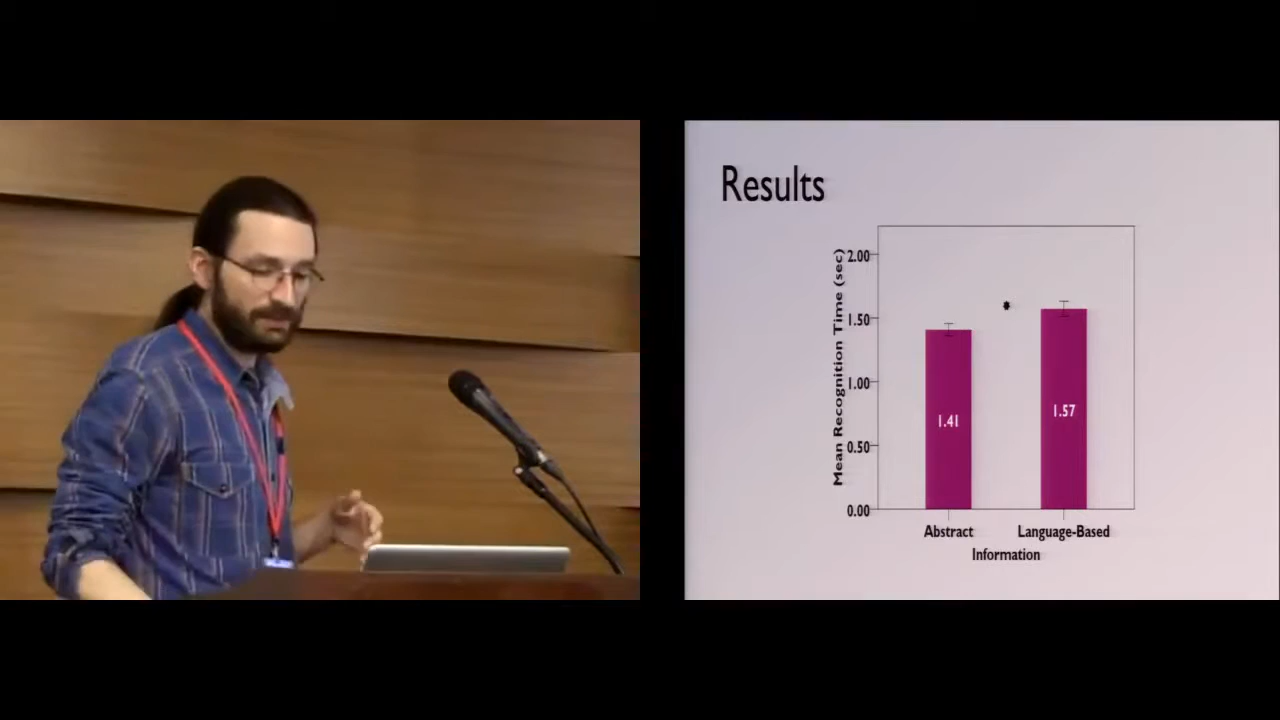 Results
Mean Recognition Time (sec)
2.00
1.50
1.00
0.50
0.00
*
1.41
1.57
Abstract
Language-Based
Information